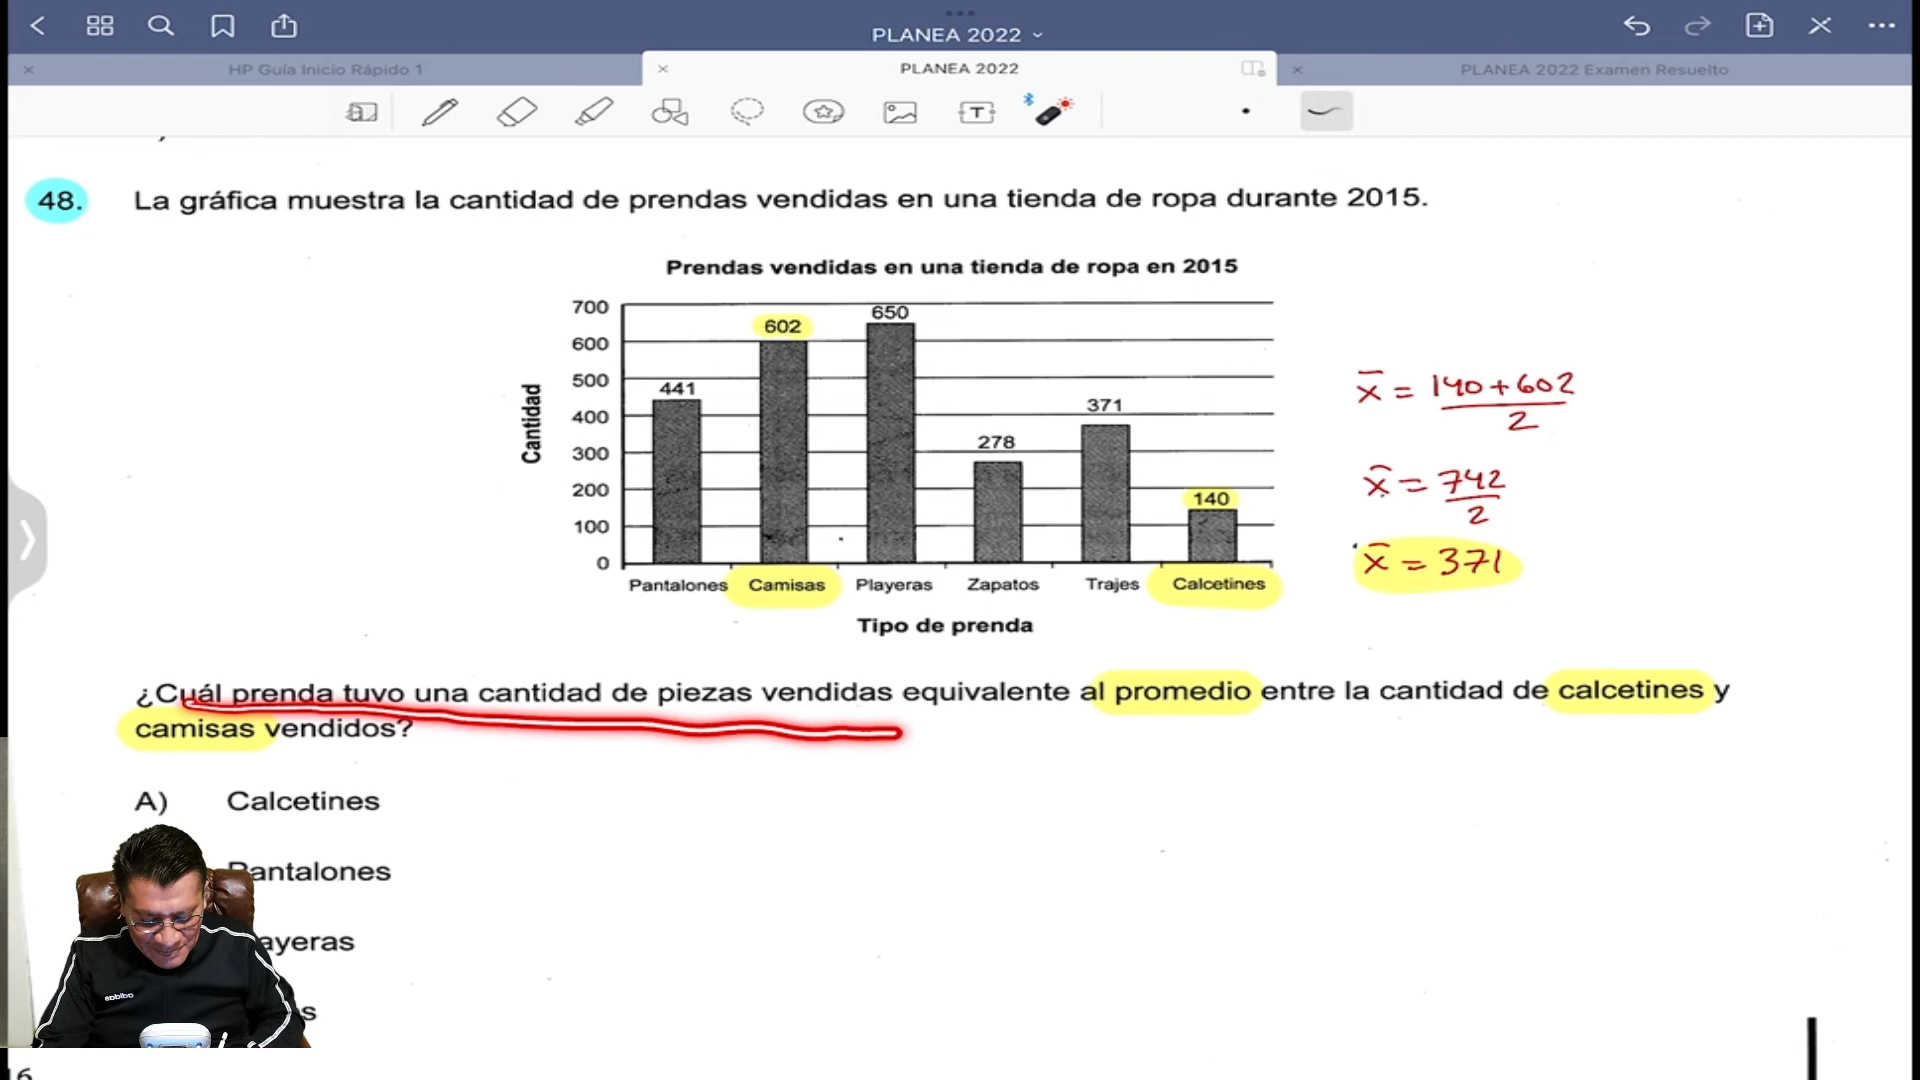 PLANEA 2022
HP Guía Inicio Rápido 1
PLANEA 2022
PLANEA 2022 Examen Resuelto
48. La gráfica muestra la cantidad de prendas vendidas en una tienda de ropa durante 2015.
Prendas vendidas en una tienda de ropa en 2015
Cantidad
700
600
500
400
300
200
100
0
441
602
650
278
371
140
Pantalones Camisas Playeras Zapatos Trajes Calcetines
Tipo de prenda
x̄ = 140+602
2
x̄ = 742
2
x̄ = 371
¿Cuál prenda tuvo una cantidad de piezas vendidas equivalente al promedio entre la cantidad de calcetines y
camisas vendidos?
A) Calcetines
Pantalones
ayeras
s